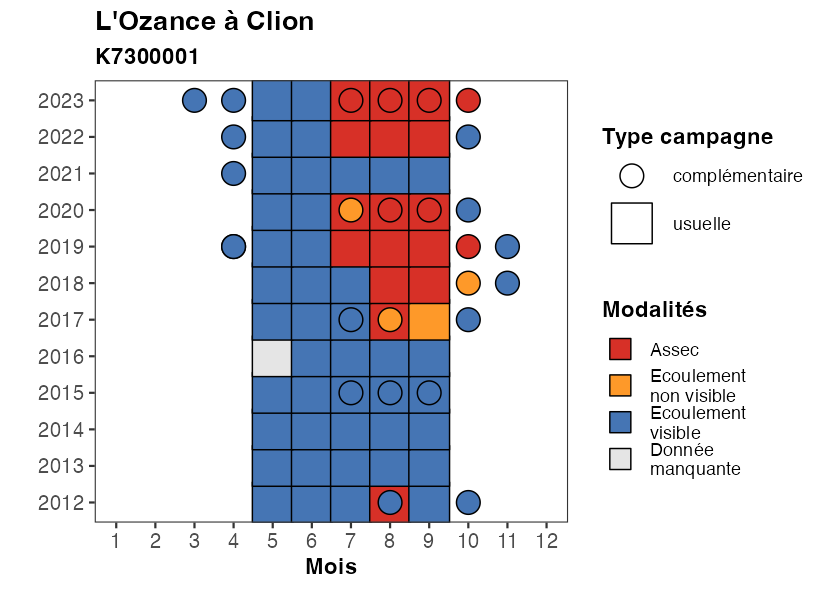 L'Ozance à Clion
K7300001
2023
2022
2021
2020
2019
2018
2017
2016
2015
2014
2013
2012
1 2 3 4 5 6 7 8 9 10 11 12
Mois
Type campagne
complémentaire
usuelle
Modalités
Assec
Ecoulement
non visible
Ecoulement
visible
Donnée
manquante